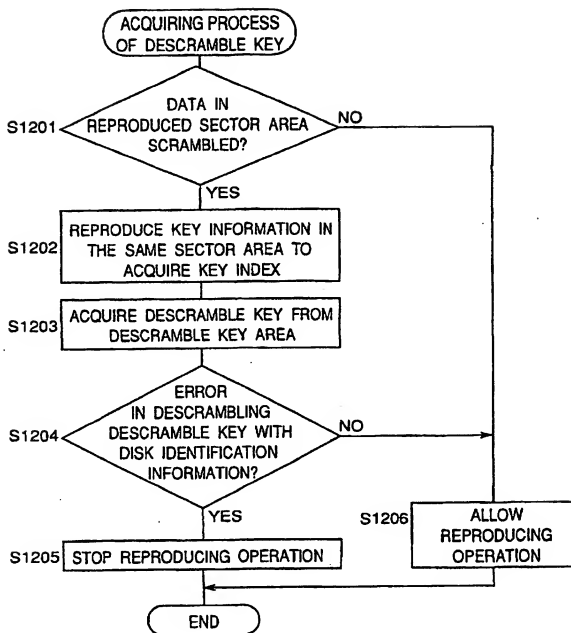 ACQUIRING PROCESS
OF DESCRAMBLE KEY
DATA IN
REPRODUCED SECTOR AREA
SCRAMBLED?
S1201
NO
YES
S1202
REPRODUCE KEY INFORMATION IN
THE SAME SECTOR AREA TO
ACQUIRE KEY INDEX
S1203
ACQUIRE DESCRAMBLE KEY FROM
DESCRAMBLE KEY AREA
S1204
ERROR
IN DESCRAMBLING
DESCRAMBLE KEY WITH
DISK IDENTIFICATION
INFORMATION?
NO
YES
S1205
STOP REPRODUCING OPERATION
S1206
ALLOW
REPRODUCING
OPERATION
END